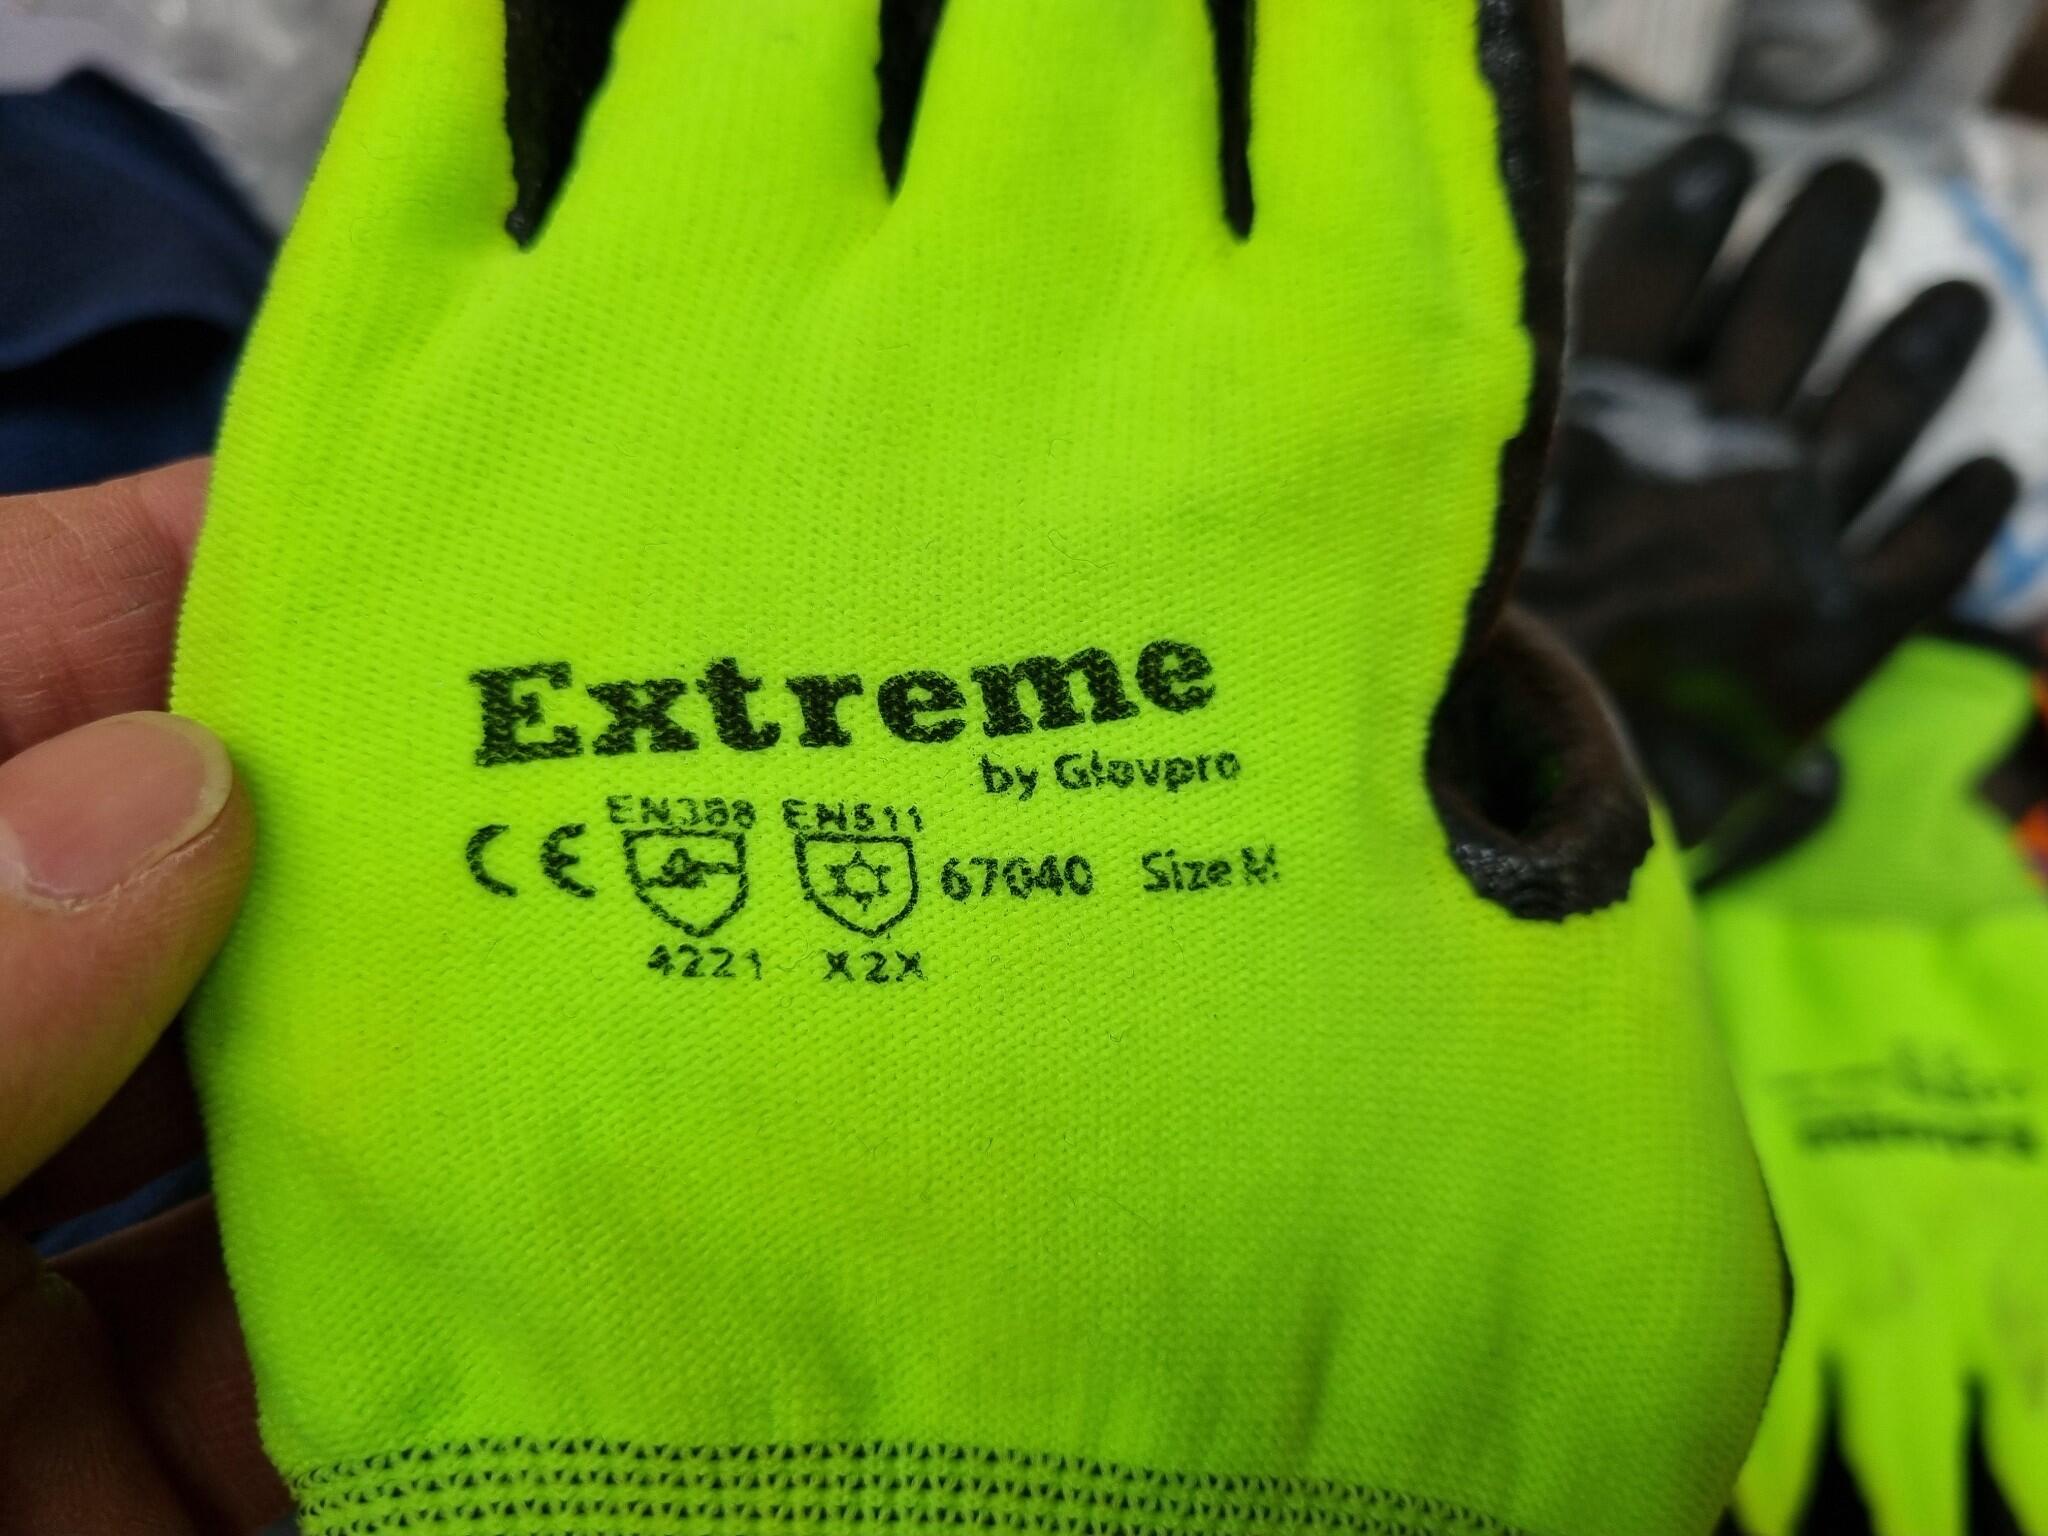 Extreme
by Glovpro
CE EN388 EN511 67040 Size M
4221 X2X